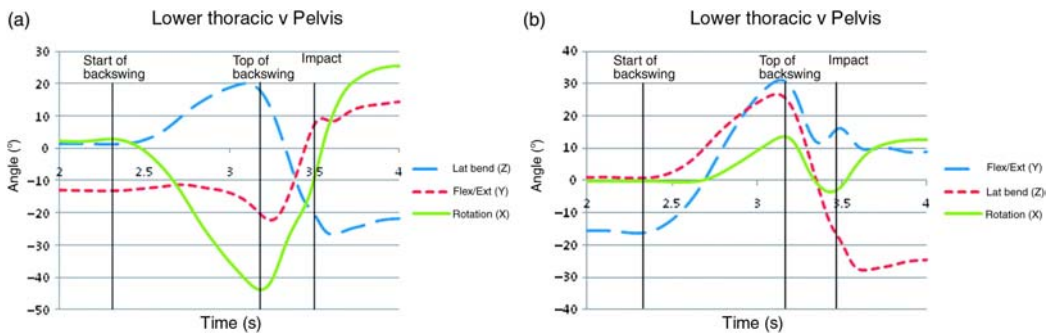 (a)
Lower thoracic v Pelvis
30
20
10
0
−10
−20
−30
−40
−50
Angle (°)
Start of
backswing
Top of
backswing
Impact
2
2.5
3
3.5
4
Time (s)
Lat bend (Z)
Flex/Ext (Y)
Rotation (X)
(b)
Lower thoracic v Pelvis
40
30
20
10
0
−10
−20
−30
−40
Angle (°)
Start of
backswing
Top of
backswing
Impact
2
2.5
3
3.5
4
Time (s)
Flex/Ext (Y)
Lat bend (Z)
Rotation (X)